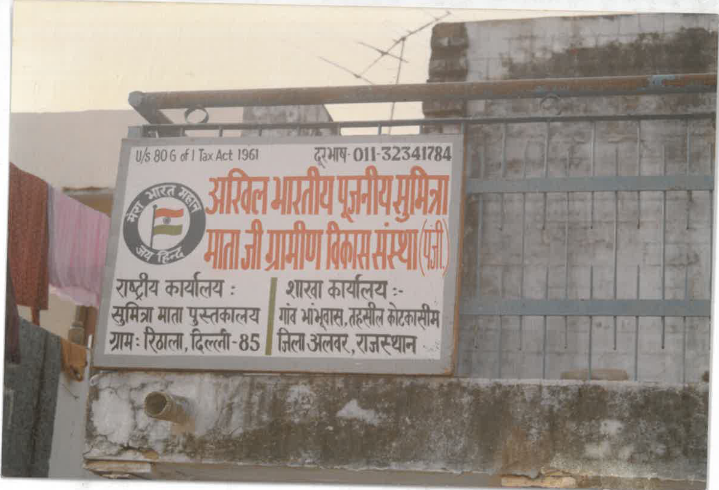 U/s 80 G of I Tax Act 1961 दूरभाष- 011-32341784
मेरा भारत महान
जय हिन्द
अखिल भारतीय पूजनीय सुमित्रा
माता जी ग्रामीण विकास संस्था (पंजी.)
राष्ट्रीय कार्यालय :
सुमित्रा माता पुस्तकालय
ग्राम: रिठाला, दिल्ली-85
शाखा कार्यालय :-
गांव भांभूवास, तहसील कोटकासीम
जिला अलवर, राजस्थान